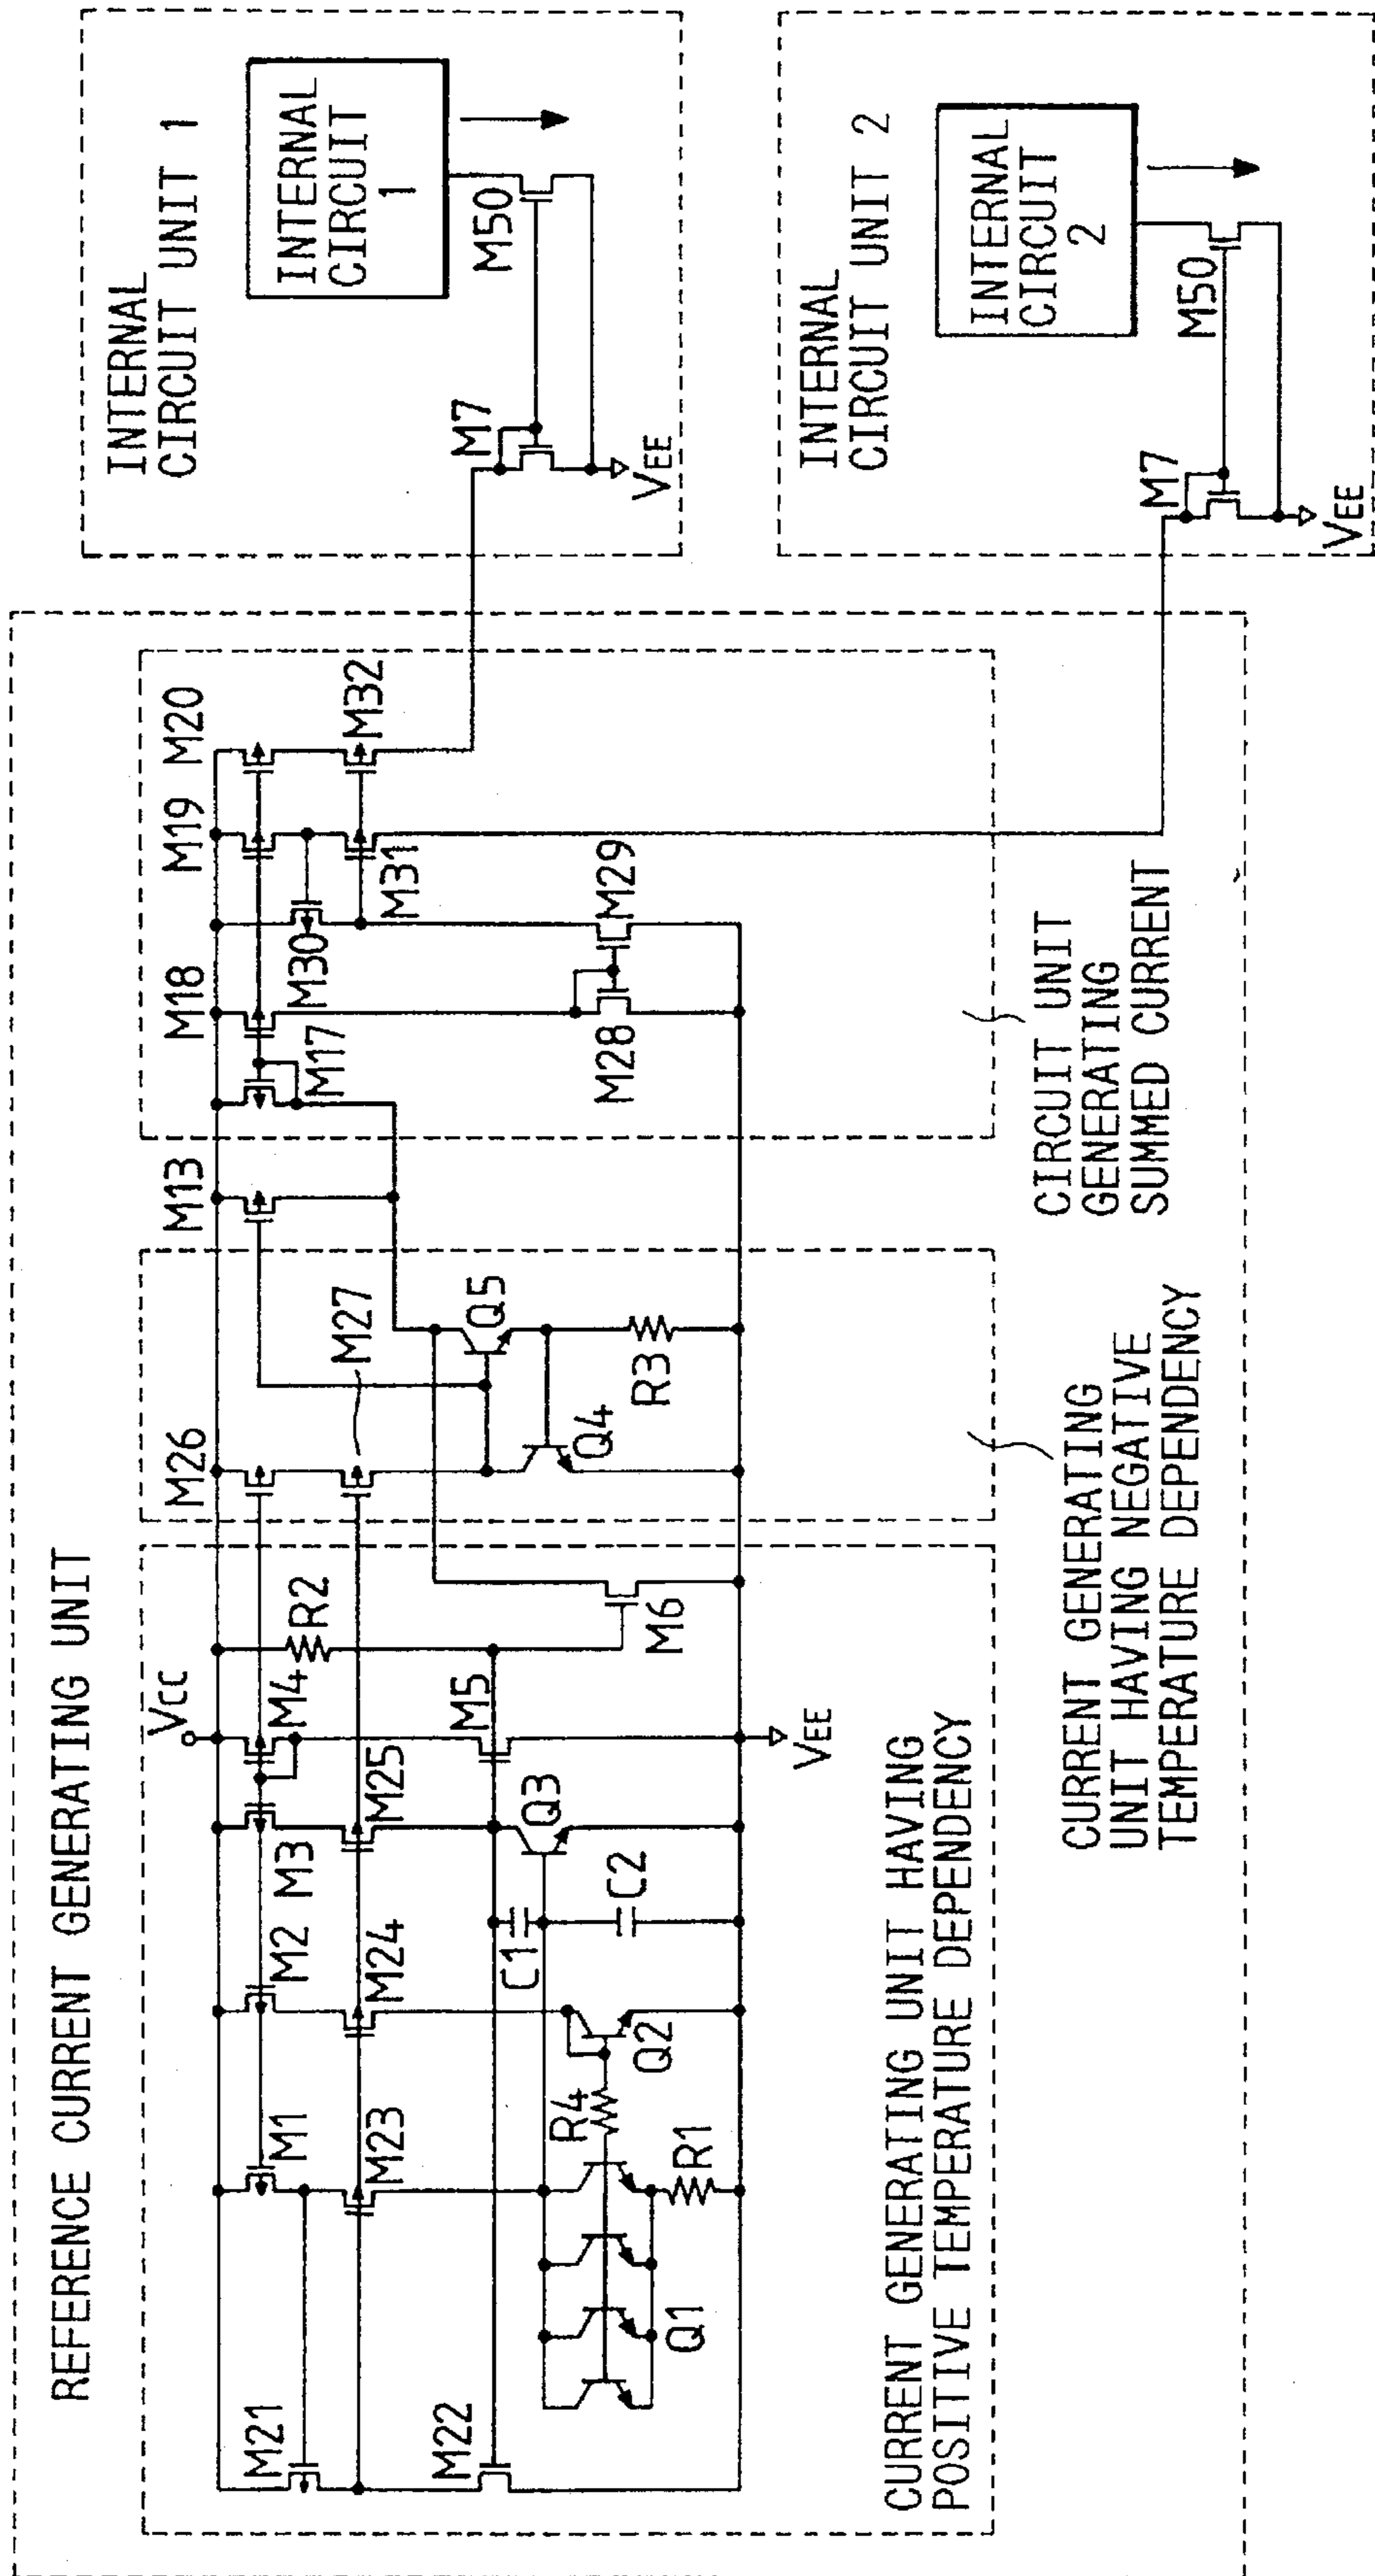 REFERENCE CURRENT GENERATING UNIT
M21
M22
M1
M23
R4
Q1
R1
Q2
M2
M24
C1
C2
M3
M25
Q3
VCC
M4
M5
VEE
R2
M6
CURRENT GENERATING UNIT HAVING
POSITIVE TEMPERATURE DEPENDENCY
M26
M27
Q4
Q5
R3
CURRENT GENERATING
UNIT HAVING NEGATIVE
TEMPERATURE DEPENDENCY
M13
M17
M18
M30
M28
M29
M19
M31
M20
M32
CIRCUIT UNIT
GENERATING
SUMMED CURRENT
INTERNAL
CIRCUIT UNIT 1
INTERNAL
CIRCUIT
1
M7
M50
VEE
INTERNAL
CIRCUIT UNIT 2
INTERNAL
CIRCUIT
2
M7
M50
VEE